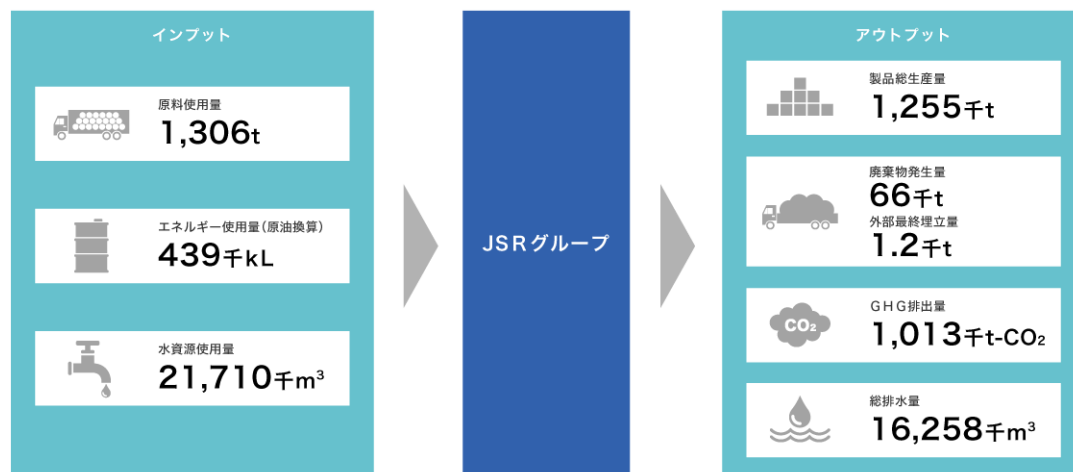 インプット
原料使用量
1,306t
エネルギー使用量(原油換算)
439千kL
水資源使用量
21,710千m³
JSRグループ
アウトプット
製品総生産量
1,255千t
廃棄物発生量
66千t
外部最終埋立量
1.2千t
CO₂
GHG排出量
1,013千t-CO₂
総排水量
16,258千m³